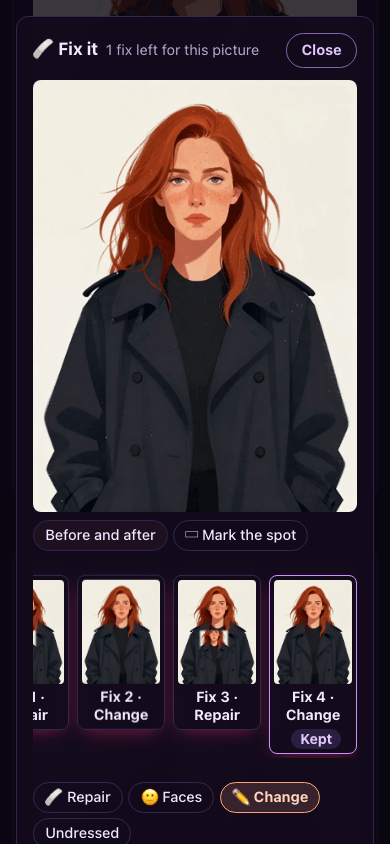 Fix it 1 fix left for this picture Close
Before and after Mark the spot
Fix 2 · Fix 3 · Fix 4 ·
air Change Repair Change
Kept
Repair Faces Change
Undressed